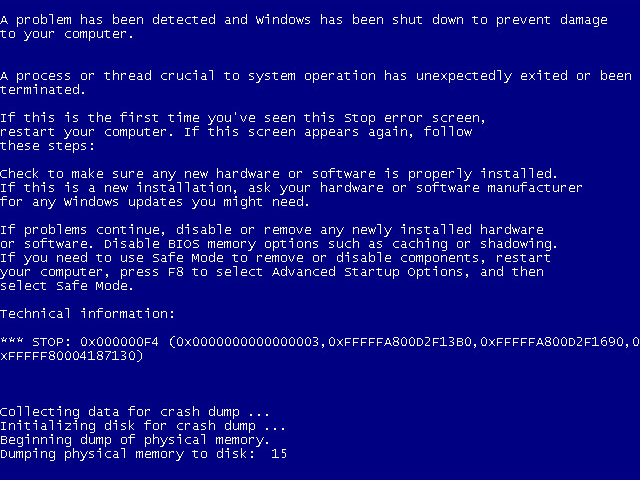 A problem has been detected and Windows has been shut down to prevent damage
to your computer.
A process or thread crucial to system operation has unexpectedly exited or been
terminated.
If this is the first time you've seen this Stop error screen,
restart your computer. If this screen appears again, follow
these steps:
Check to make sure any new hardware or software is properly installed.
If this is a new installation, ask your hardware or software manufacturer
for any Windows updates you might need.
If problems continue, disable or remove any newly installed hardware
or software. Disable BIOS memory options such as caching or shadowing.
If you need to use Safe Mode to remove or disable components, restart
your computer, press F8 to select Advanced Startup Options, and then
select Safe Mode.
Technical information:
*** STOP: 0x000000F4 (0x0000000000000003,0xFFFFFA800D2F13B0,0xFFFFFA800D2F1690,0
xFFFFF80004187130)
Collecting data for crash dump ...
Initializing disk for crash dump ...
Beginning dump of physical memory.
Dumping physical memory to disk:  15